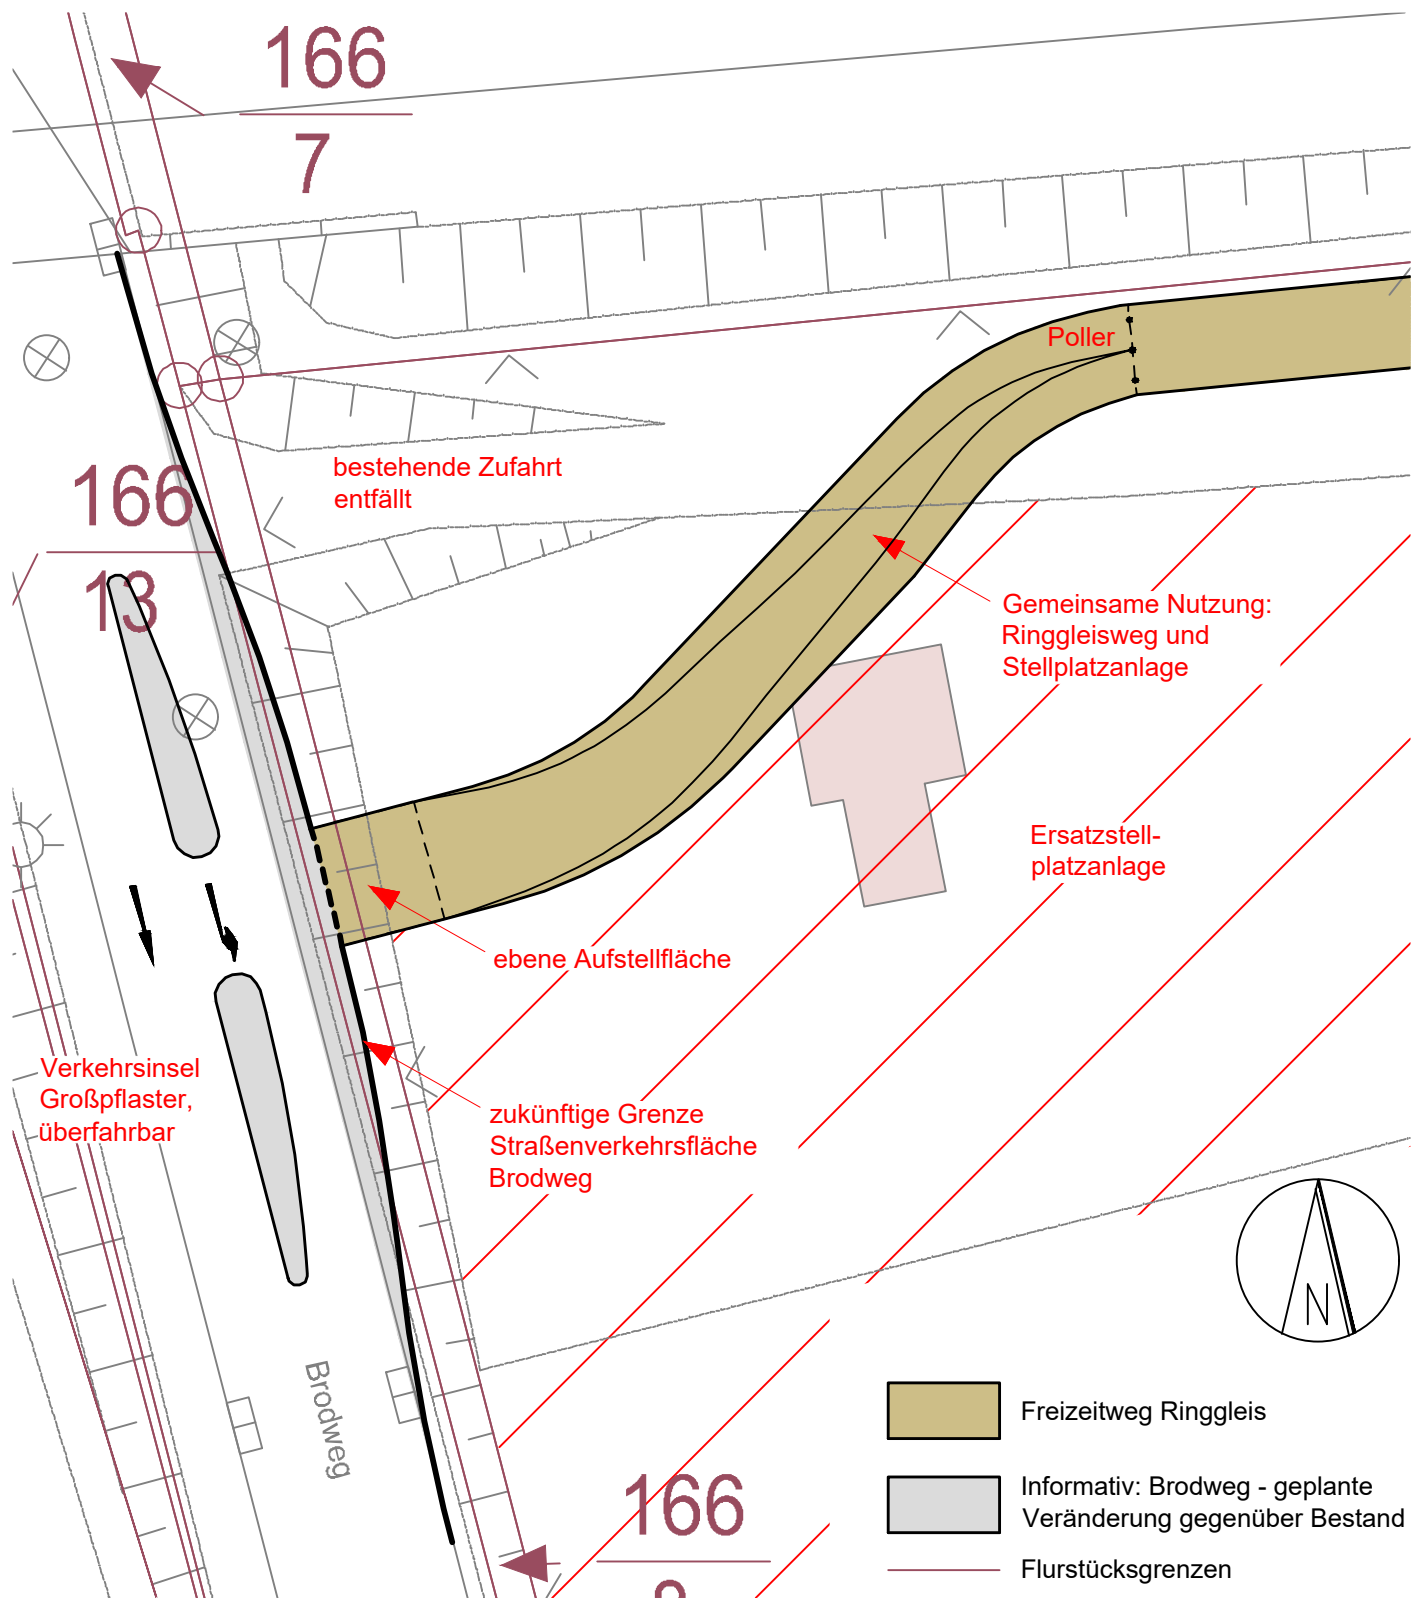 166
7
Poller
bestehende Zufahrt
entfällt
166
13
Gemeinsame Nutzung:
Ringgleisweg und
Stellplatzanlage
Ersatzstell-
platzanlage
ebene Aufstellfläche
Verkehrsinsel
Großpflaster,
überfahrbar
zukünftige Grenze
Straßenverkehrsfläche
Brodweg
N
Brodweg
Freizeitweg Ringgleis
Informativ: Brodweg - geplante
Veränderung gegenüber Bestand
166
Flurstücksgrenzen